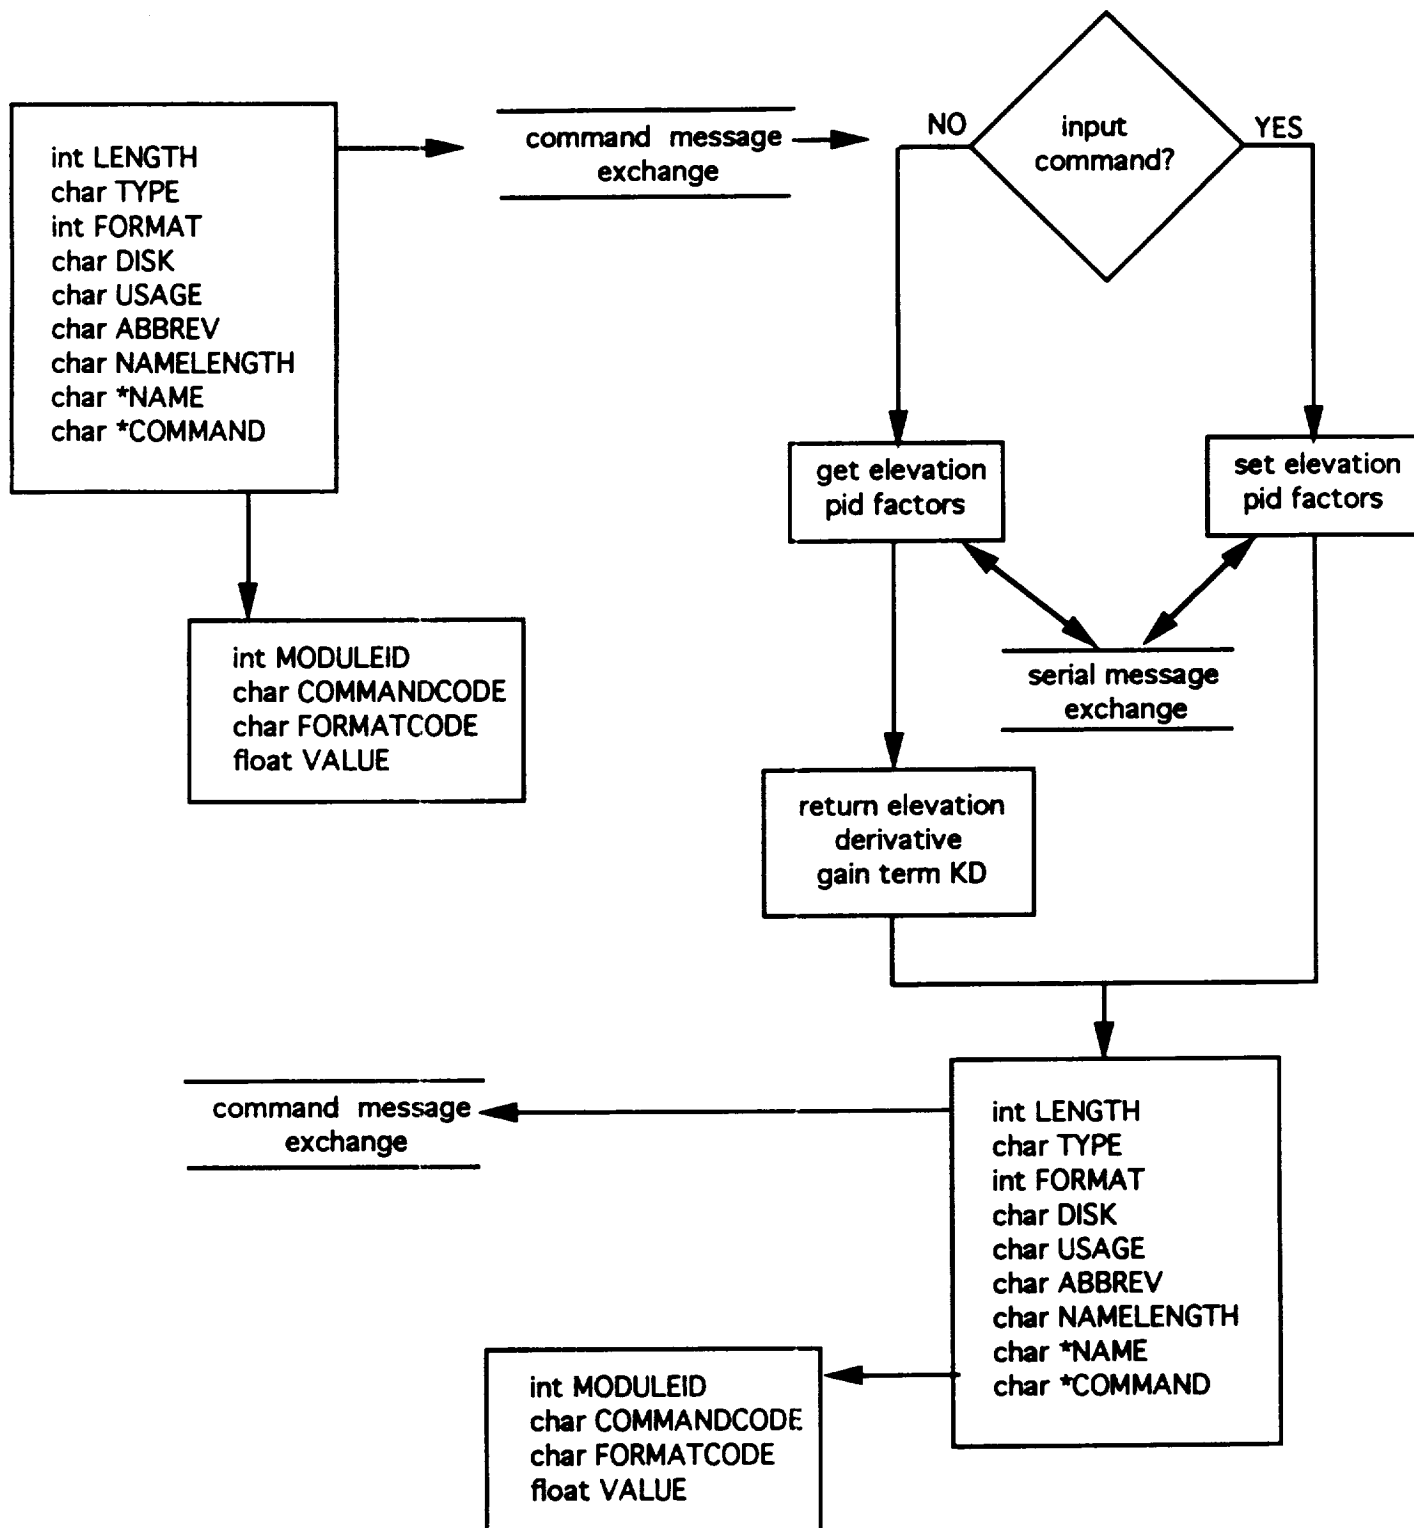 int LENGTH
char TYPE
int FORMAT
char DISK
char USAGE
char ABBREV
char NAMELENGTH
char *NAME
char *COMMAND
command message
exchange
NO
input
command?
YES
get elevation
pid factors
set elevation
pid factors
serial message
exchange
int MODULEID
char COMMANDCODE
char FORMATCODE
float VALUE
return elevation
derivative
gain term KD
command message
exchange
int LENGTH
char TYPE
int FORMAT
char DISK
char USAGE
char ABBREV
char NAMELENGTH
char *NAME
char *COMMAND
int MODULEID
char COMMANDCODE
char FORMATCODE
float VALUE